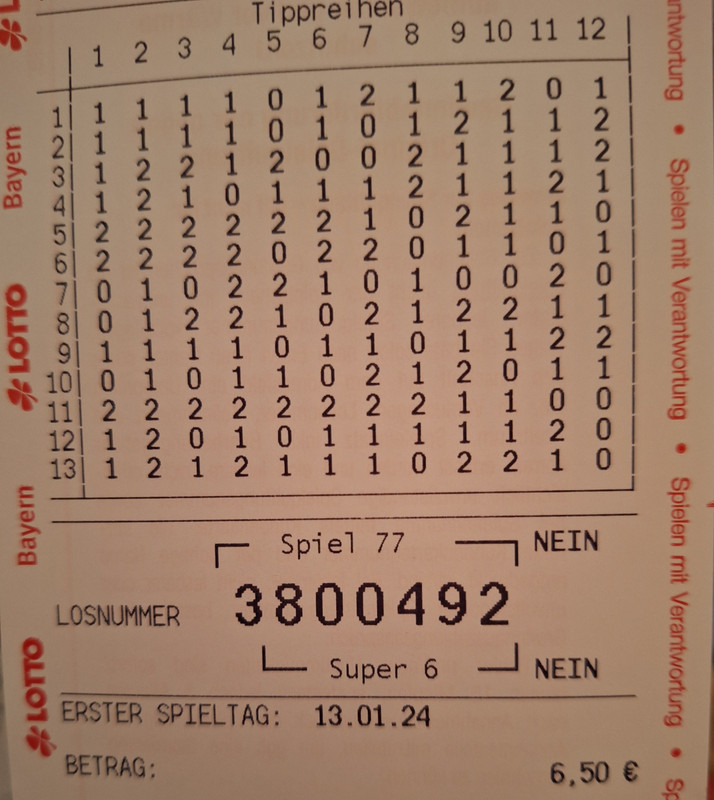 Tippreihen
1 2 3 4 5 6 7 8 9 10 11 12
1 1 1 1 1 0 1 2 1 1 2 0 1
2 1 1 1 1 0 1 0 1 2 1 1 2
3 1 2 2 1 2 0 0 2 1 1 1 2
4 1 2 1 0 1 1 1 2 1 1 2 1
5 2 2 2 2 2 2 1 0 2 1 1 0
6 2 2 2 2 0 2 2 0 1 1 0 1
7 0 1 0 2 2 1 0 1 0 0 2 0
8 0 1 2 2 1 0 2 1 2 2 1 1
9 1 1 1 1 0 1 1 0 1 1 2 2
10 0 1 0 1 1 0 2 1 2 0 1 1
11 2 2 2 2 2 2 2 2 1 1 0 0
12 1 2 0 1 0 1 1 1 1 1 2 0
13 1 2 1 2 1 1 1 0 2 2 1 0
Spiel 77 NEIN
LOSNUMMER 3800492
Super 6 NEIN
ERSTER SPIELTAG: 13.01.24
BETRAG: 6,50 €
LOTTO Bayern LOTTO Bayern L
antwortung • Spielen mit Verantwortung • Spielen mit Verantwortung • Sp